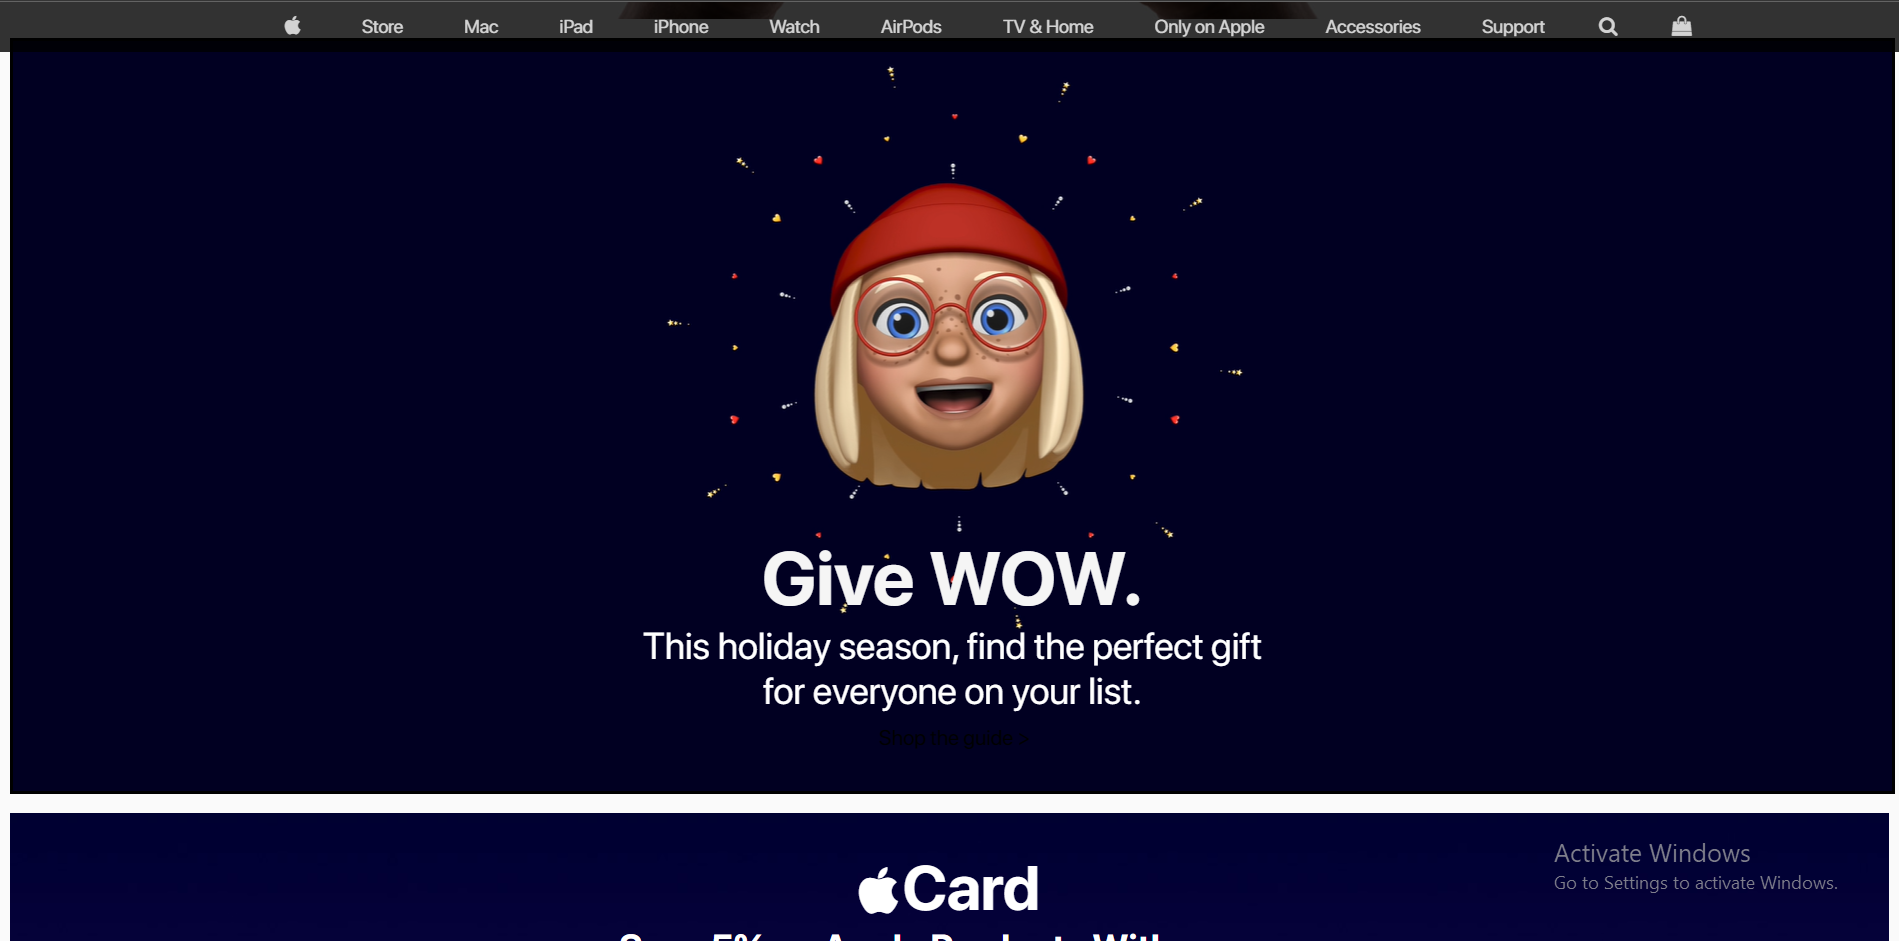 Store Mac iPad iPhone Watch AirPods TV & Home Only on Apple Accessories Support
Give WOW.
This holiday season, find the perfect gift
for everyone on your list.
Shop the guide >
Card
Activate Windows
Go to Settings to activate Windows.